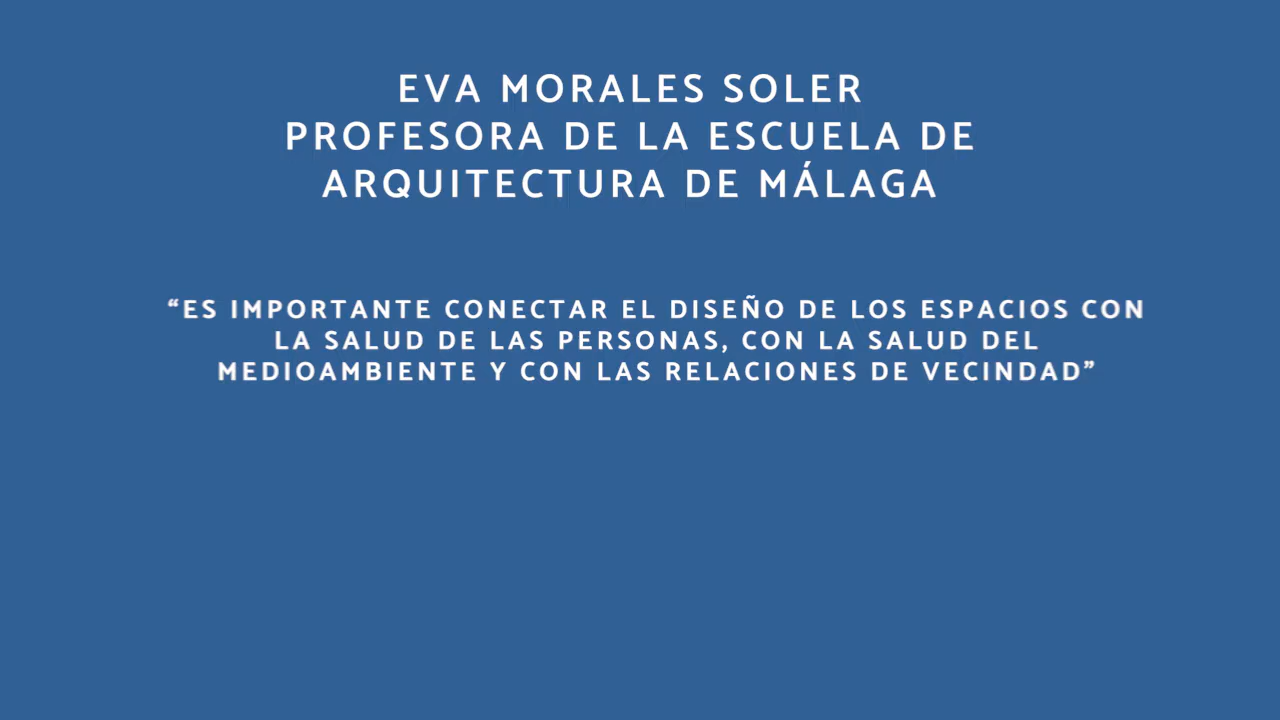 EVA MORALES SOLER
PROFESORA DE LA ESCUELA DE
ARQUITECTURA DE MÁLAGA
“ES IMPORTANTE CONECTAR EL DISEÑO DE LOS ESPACIOS CON
LA SALUD DE LAS PERSONAS, CON LA SALUD DEL
MEDIOAMBIENTE Y CON LAS RELACIONES DE VECINDAD”